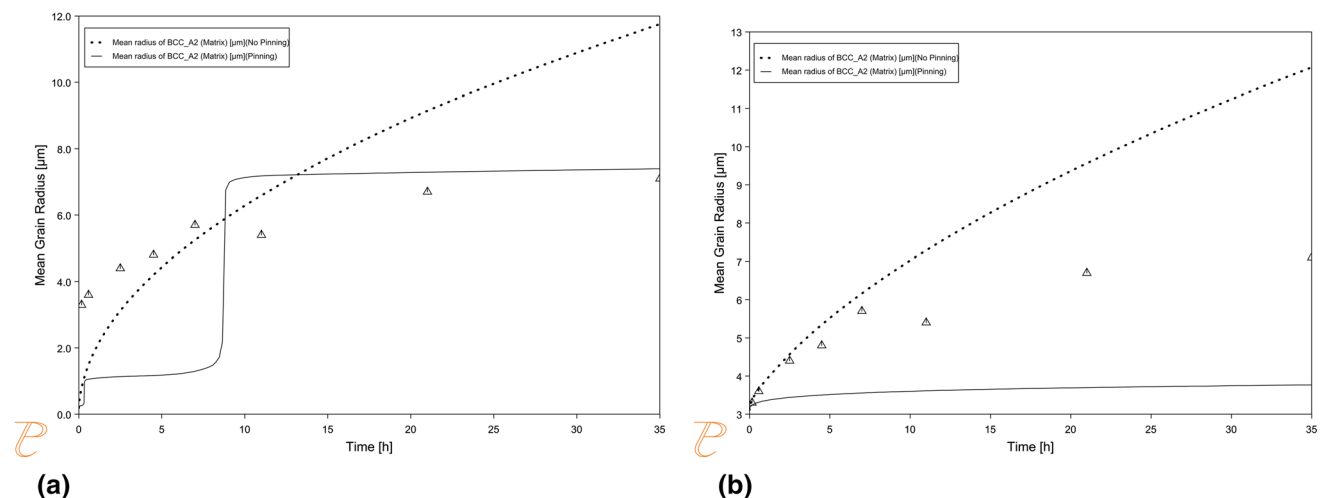 12.0
10.0
8.0
6.0
4.0
2.0
0.0
Mean Grain Radius [µm]
Mean radius of BCC_A2 (Matrix) [µm](No Pinning)
Mean radius of BCC_A2 (Matrix) [µm](Pinning)
0 5 10 15 20 25 30 35
Time [h]
(a)
13
12
11
10
9
8
7
6
5
4
3
Mean Grain Radius [µm]
Mean radius of BCC_A2 (Matrix) [µm](No Pinning)
Mean radius of BCC_A2 (Matrix) [µm](Pinning)
0 5 10 15 20 25 30 35
Time [h]
(b)